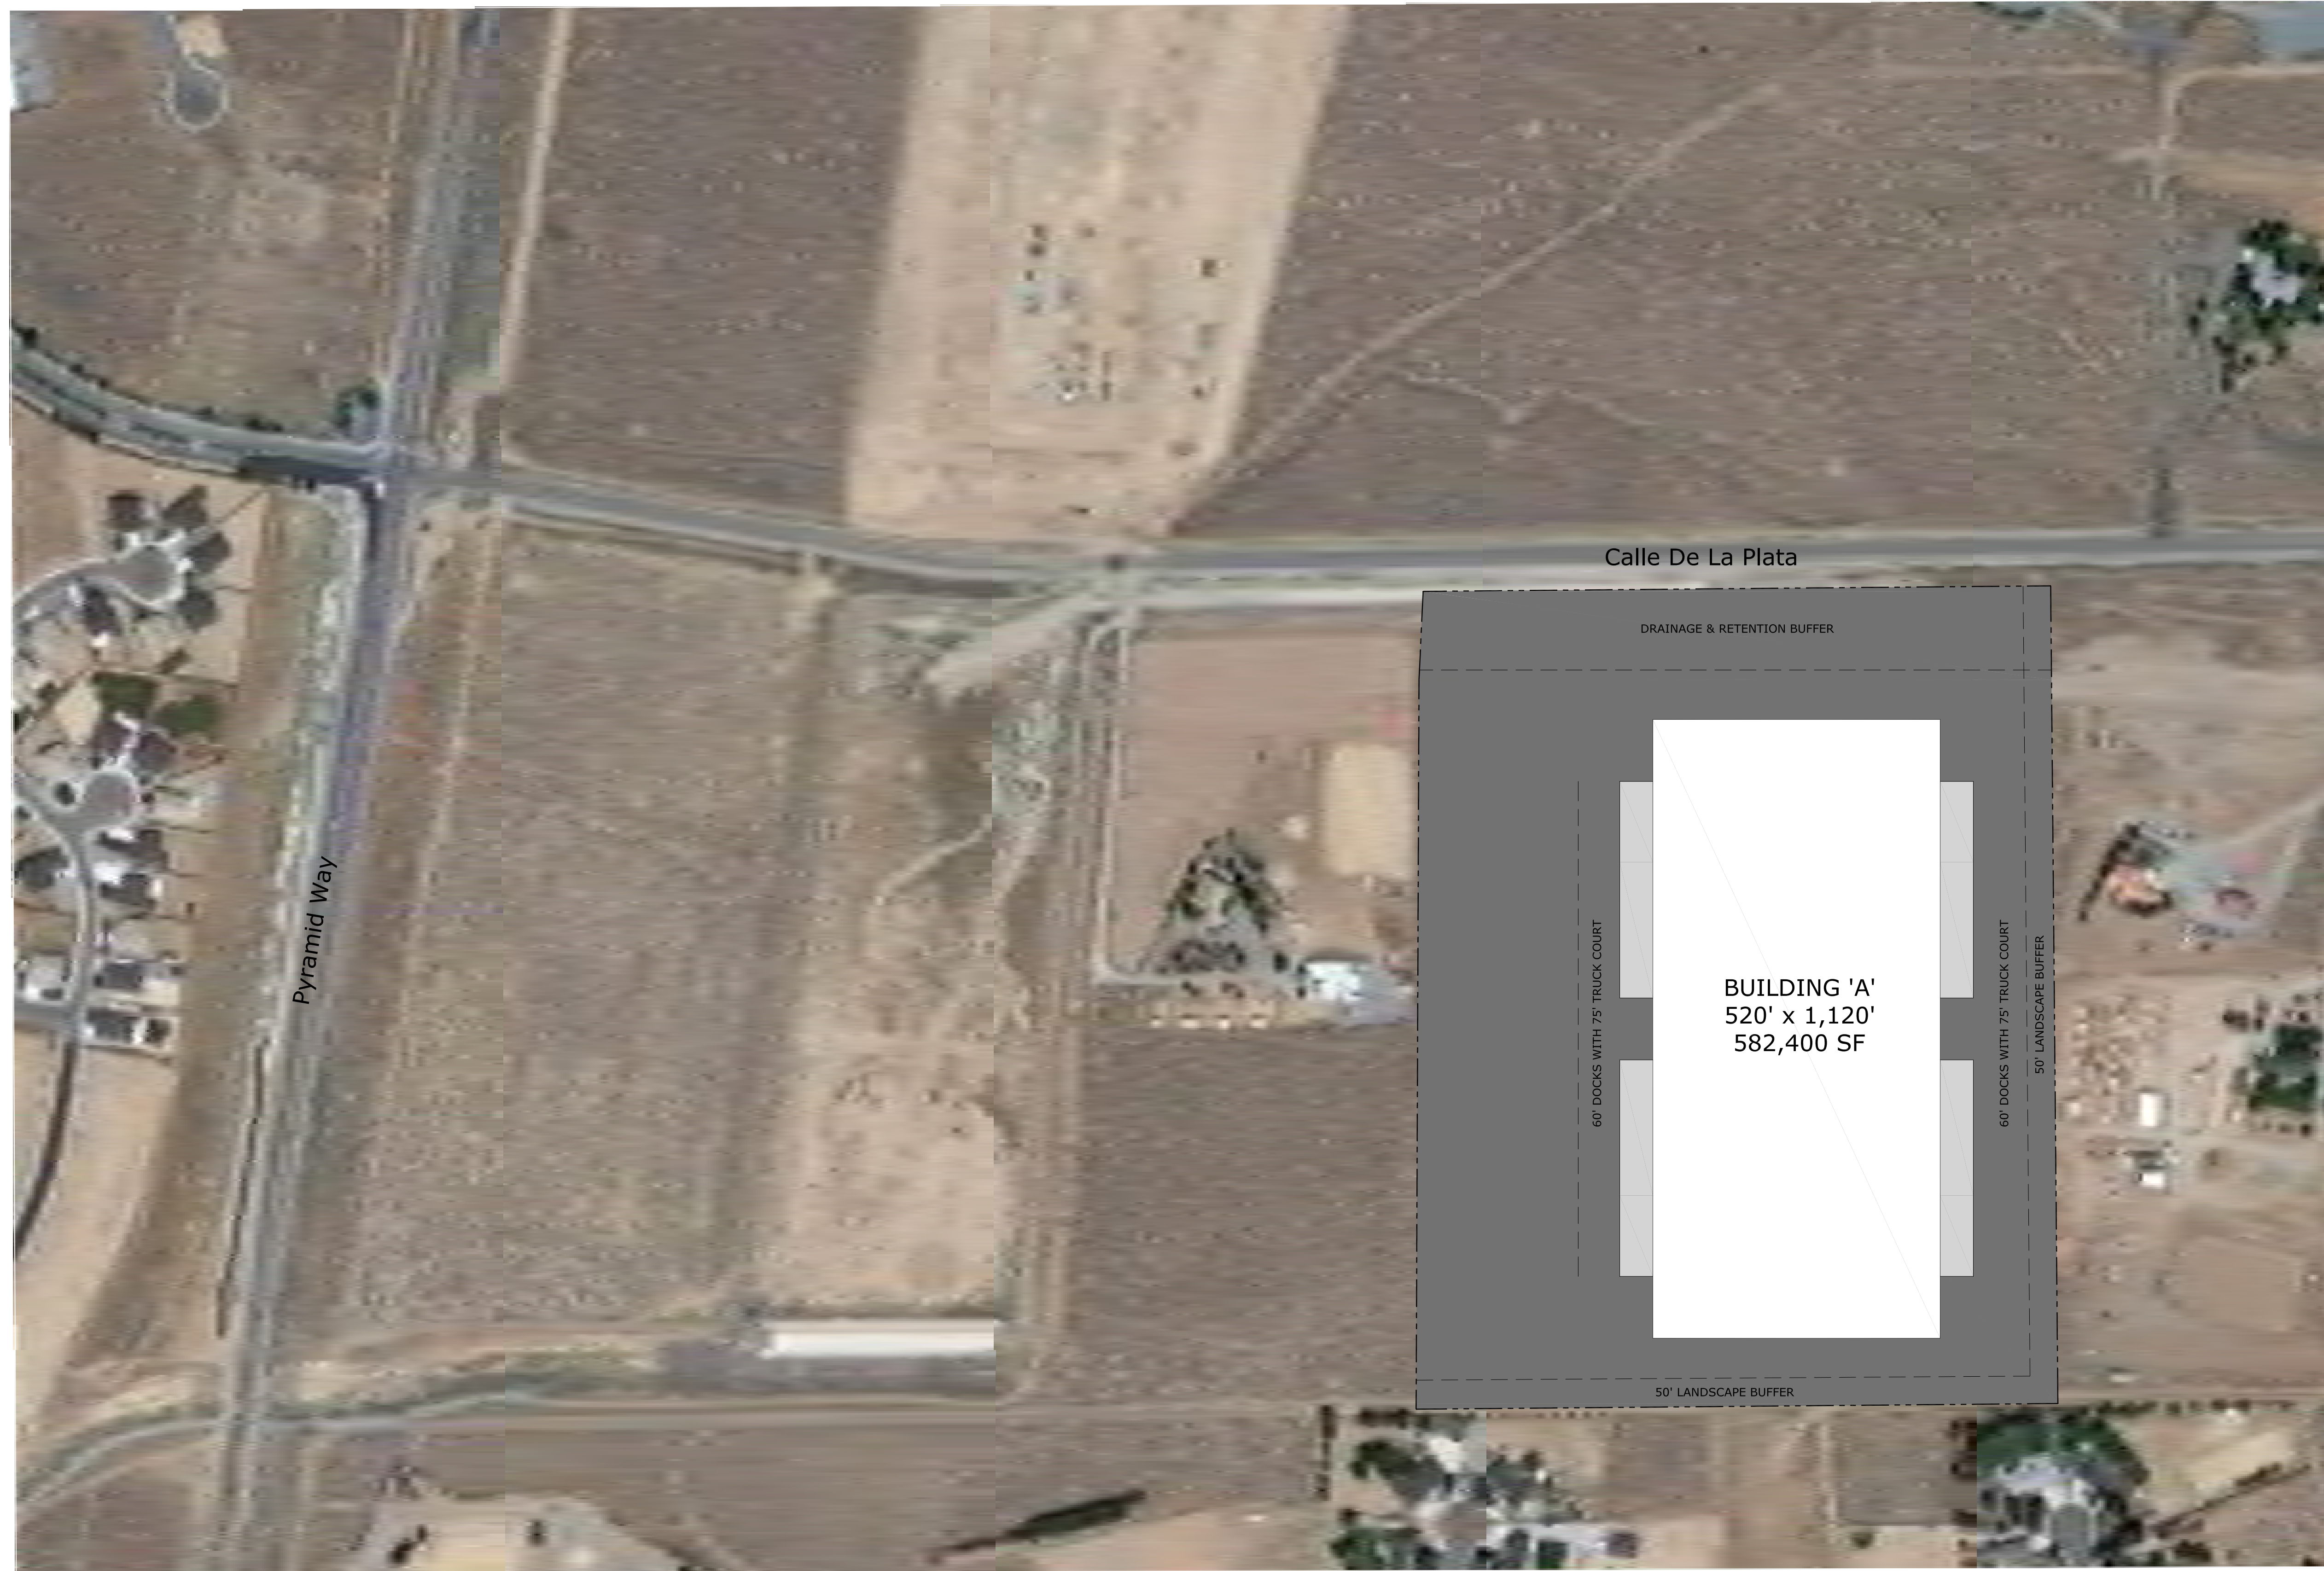 Calle De La Plata
DRAINAGE & RETENTION BUFFER
Pyramid Way
60' DOCKS WITH 75' TRUCK COURT
BUILDING 'A'
520' x 1,120'
582,400 SF
60' DOCKS WITH 75' TRUCK COURT
50' LANDSCAPE BUFFER
50' LANDSCAPE BUFFER